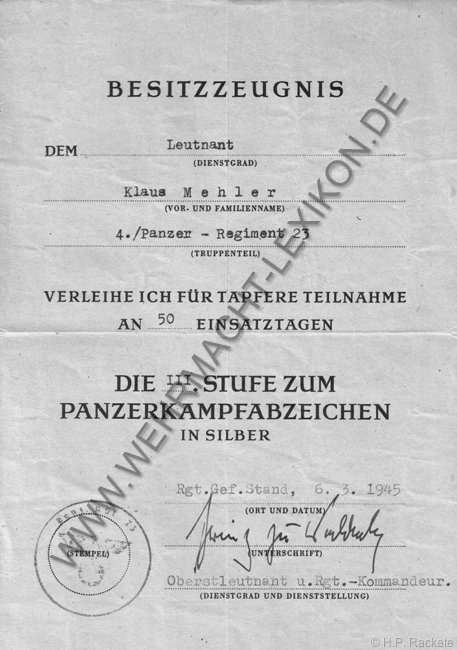 BESITZZEUGNIS
DEM Leutnant
(DIENSTGRAD)
Klaus Mehler
(VOR- UND FAMILIENNAME)
4./Panzer - Regiment 23
(TRUPPENTEIL)
VERLEIHE ICH FÜR TAPFERE TEILNAHME
AN 50 EINSATZTAGEN
DIE III. STUFE ZUM
PANZERKAMPFABZEICHEN
IN SILBER
Rgt.Gef.Stand, 6. 3. 1945
(ORT UND DATUM)
(STEMPEL)
(UNTERSCHRIFT)
Oberstleutnant u.Rgt.-Kommandeur.
(DIENSTGRAD UND DIENSTSTELLUNG)
WWW.WEHRMACHT-LEXIKON.DE
© H.P. Rackete